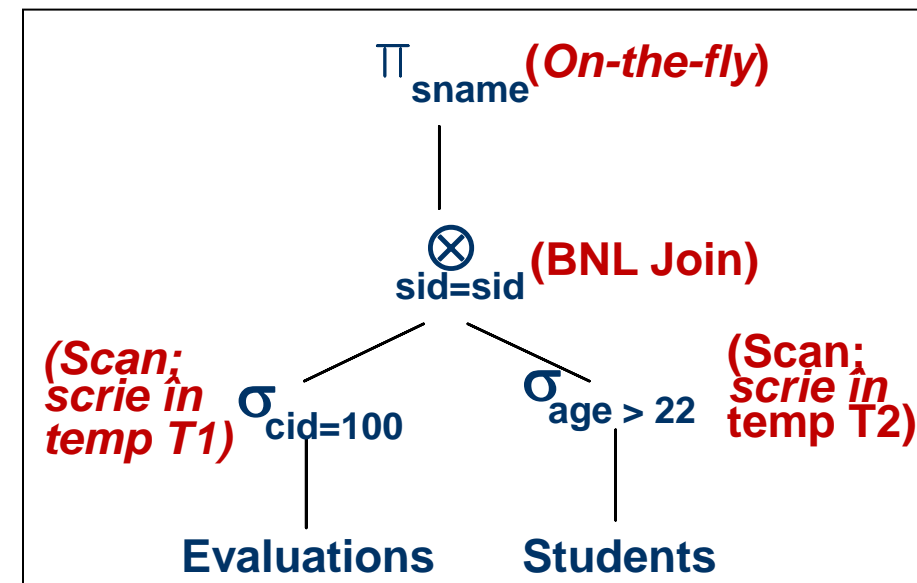 π sname (On-the-fly)
⊗ sid=sid (BNL Join)
(Scan;
scrie în
temp T1)
σ cid=100
σ age > 22
(Scan;
scrie în
temp T2)
Evaluations Students